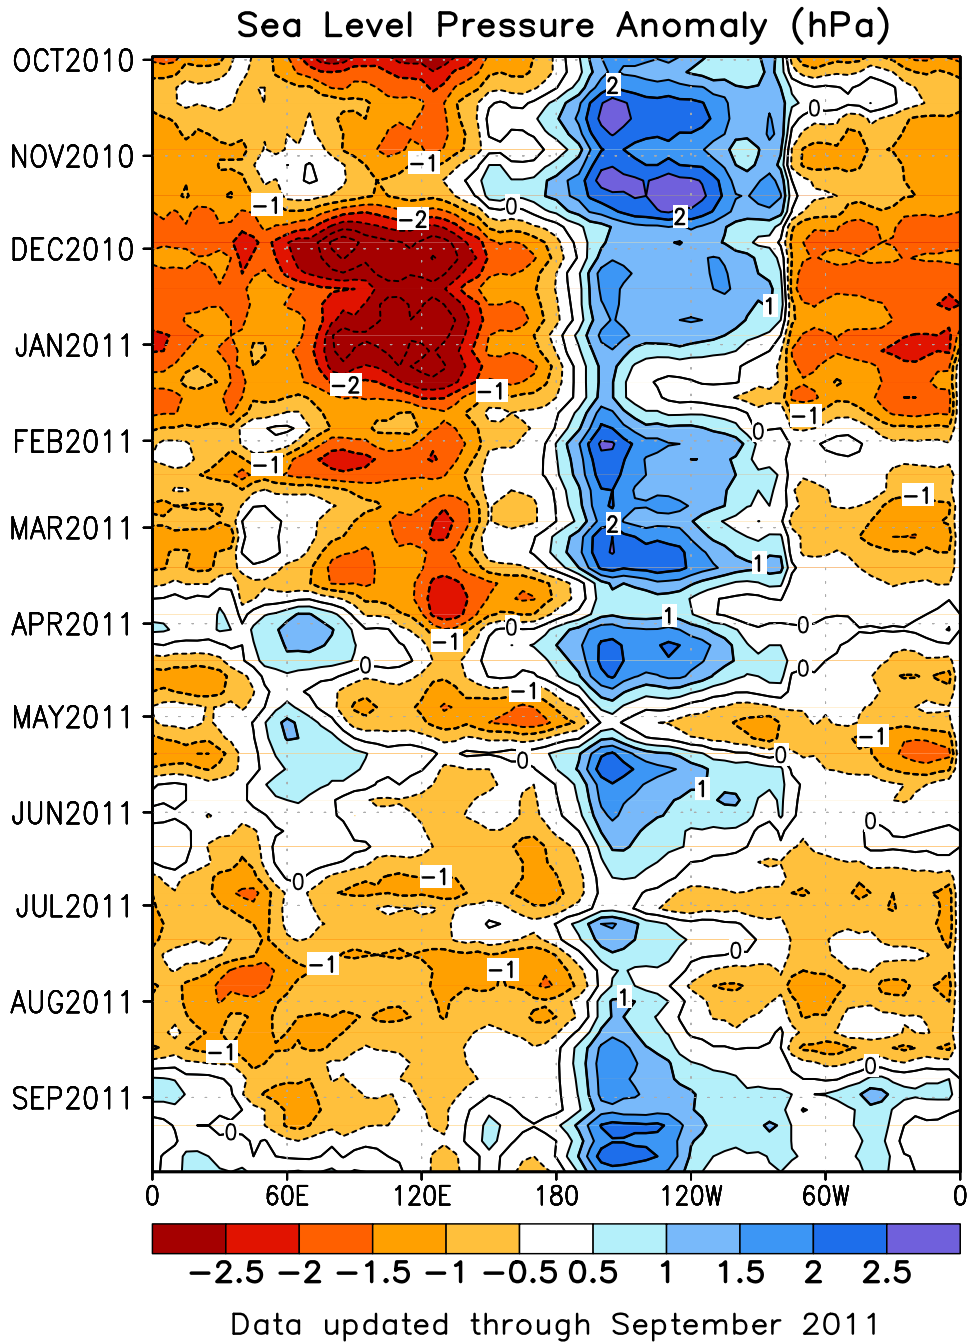 Sea Level Pressure Anomaly (hPa)
OCT2010
2
0
NOV2010
−1
−1
0
2
−2
DEC2010
1
JAN2011
−2
−1
−1
FEB2011
0
−1
−1
MAR2011
2
1
1
APR2011
0
0
−1
0
0
−1
MAY2011
−1
0
0
1
JUN2011
0
−1
0
JUL2011
0
−1
−1
AUG2011
1
−1
0
SEP2011
0
0 60E 120E 180 120W 60W 0
−2.5 −2 −1.5 −1 −0.5 0.5 1 1.5 2 2.5
Data updated through September 2011